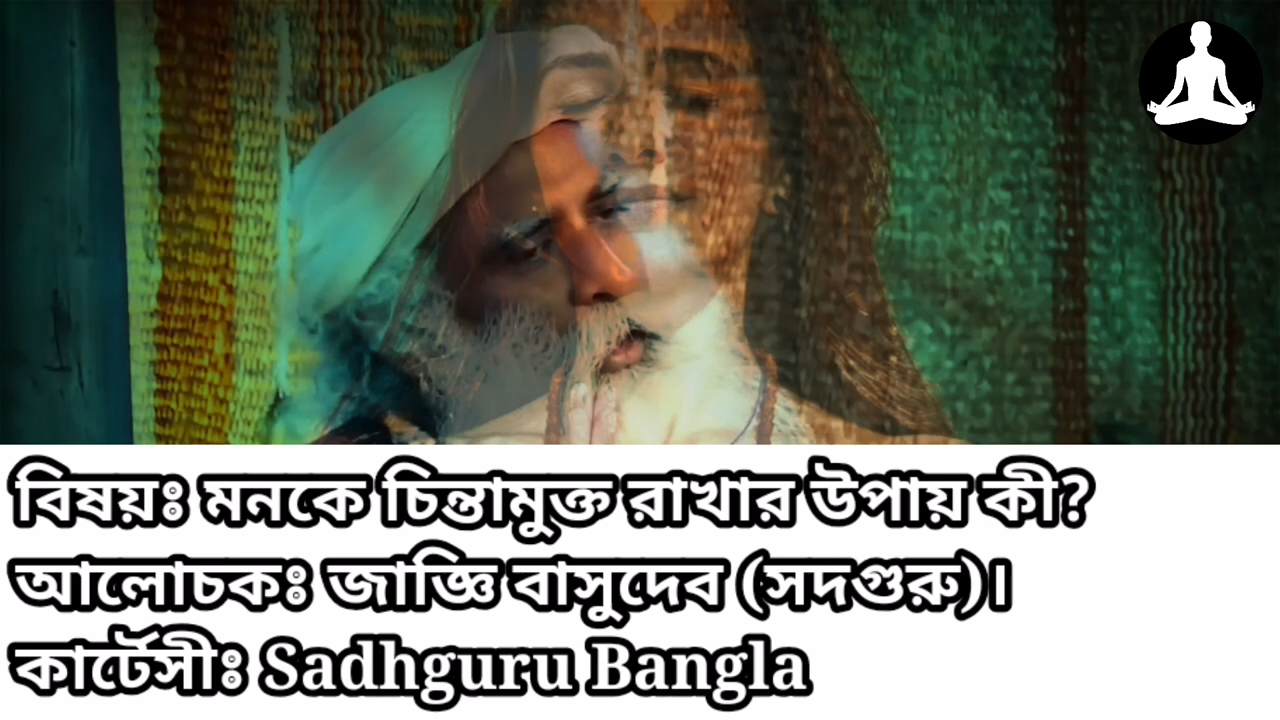 বিষয়ঃ মনকে চিন্তামুক্ত রাখার উপায় কী?
আলোচকঃ জাজ্ঞি বাসুদেব (সদগুরু)।
কার্টেসীঃ Sadhguru Bangla